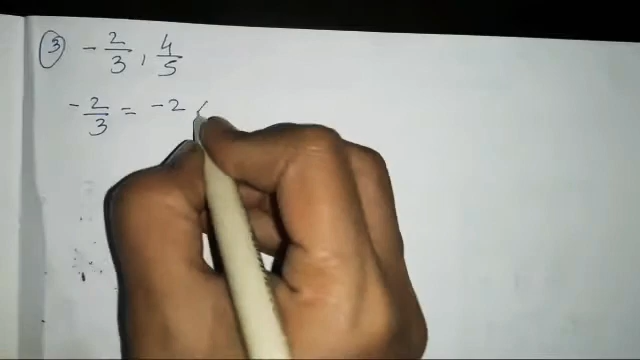 ③ -2/3, 4/5
-2/3 = -2